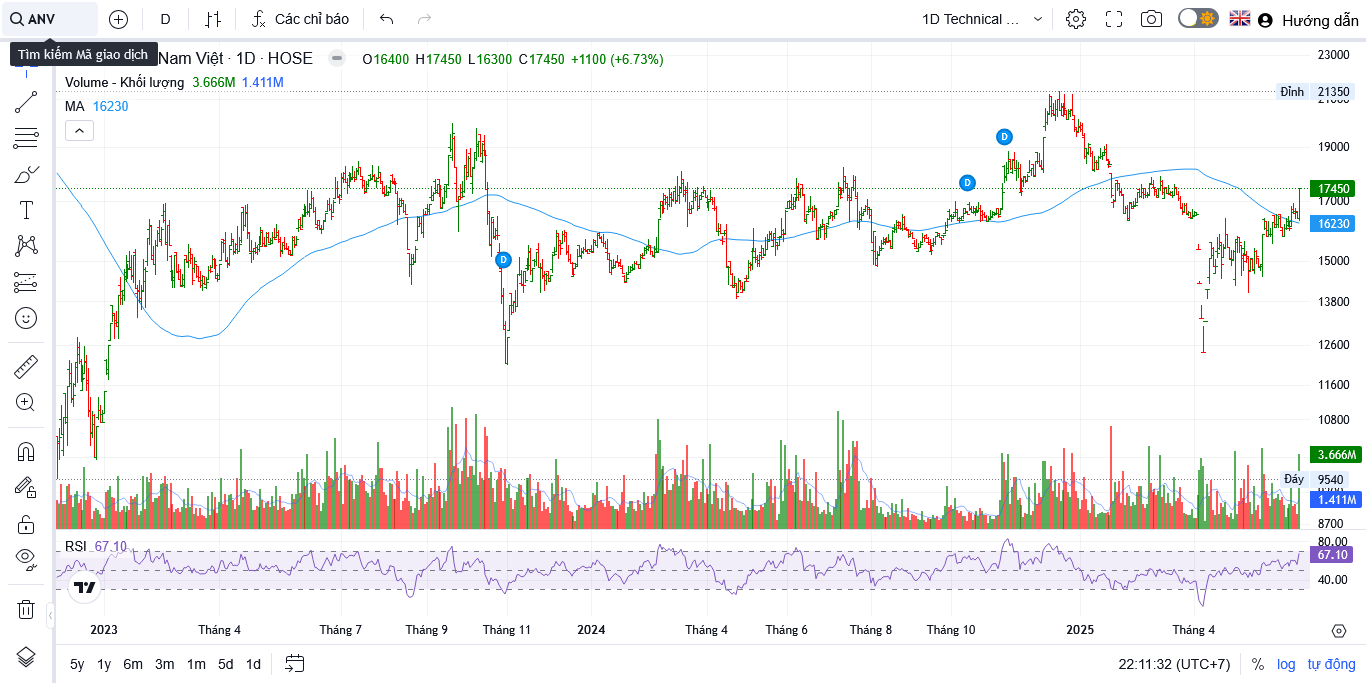 ANV
D
Các chỉ báo
1D Technical ...
Hướng dẫn
Tìm kiếm Mã giao dịch
Nam Việt · 1D · HOSE
O16400 H17450 L16300 C17450 +1100 (+6.73%)
Volume - Khối lượng 3.666M 1.411M
MA 16230
23000
Đỉnh 21350
21000
19000
17450
17000
16230
15000
13800
12600
11600
10800
3.666M
Đáy 9540
1.411M
8700
D
D
D
RSI 67.10
80.00
67.10
40.00
2023 Tháng 4 Tháng 7 Tháng 9 Tháng 11 2024 Tháng 4 Tháng 6 Tháng 8 Tháng 10 2025 Tháng 4
5y 1y 6m 3m 1m 5d 1d
22:11:32 (UTC+7) % log tự động